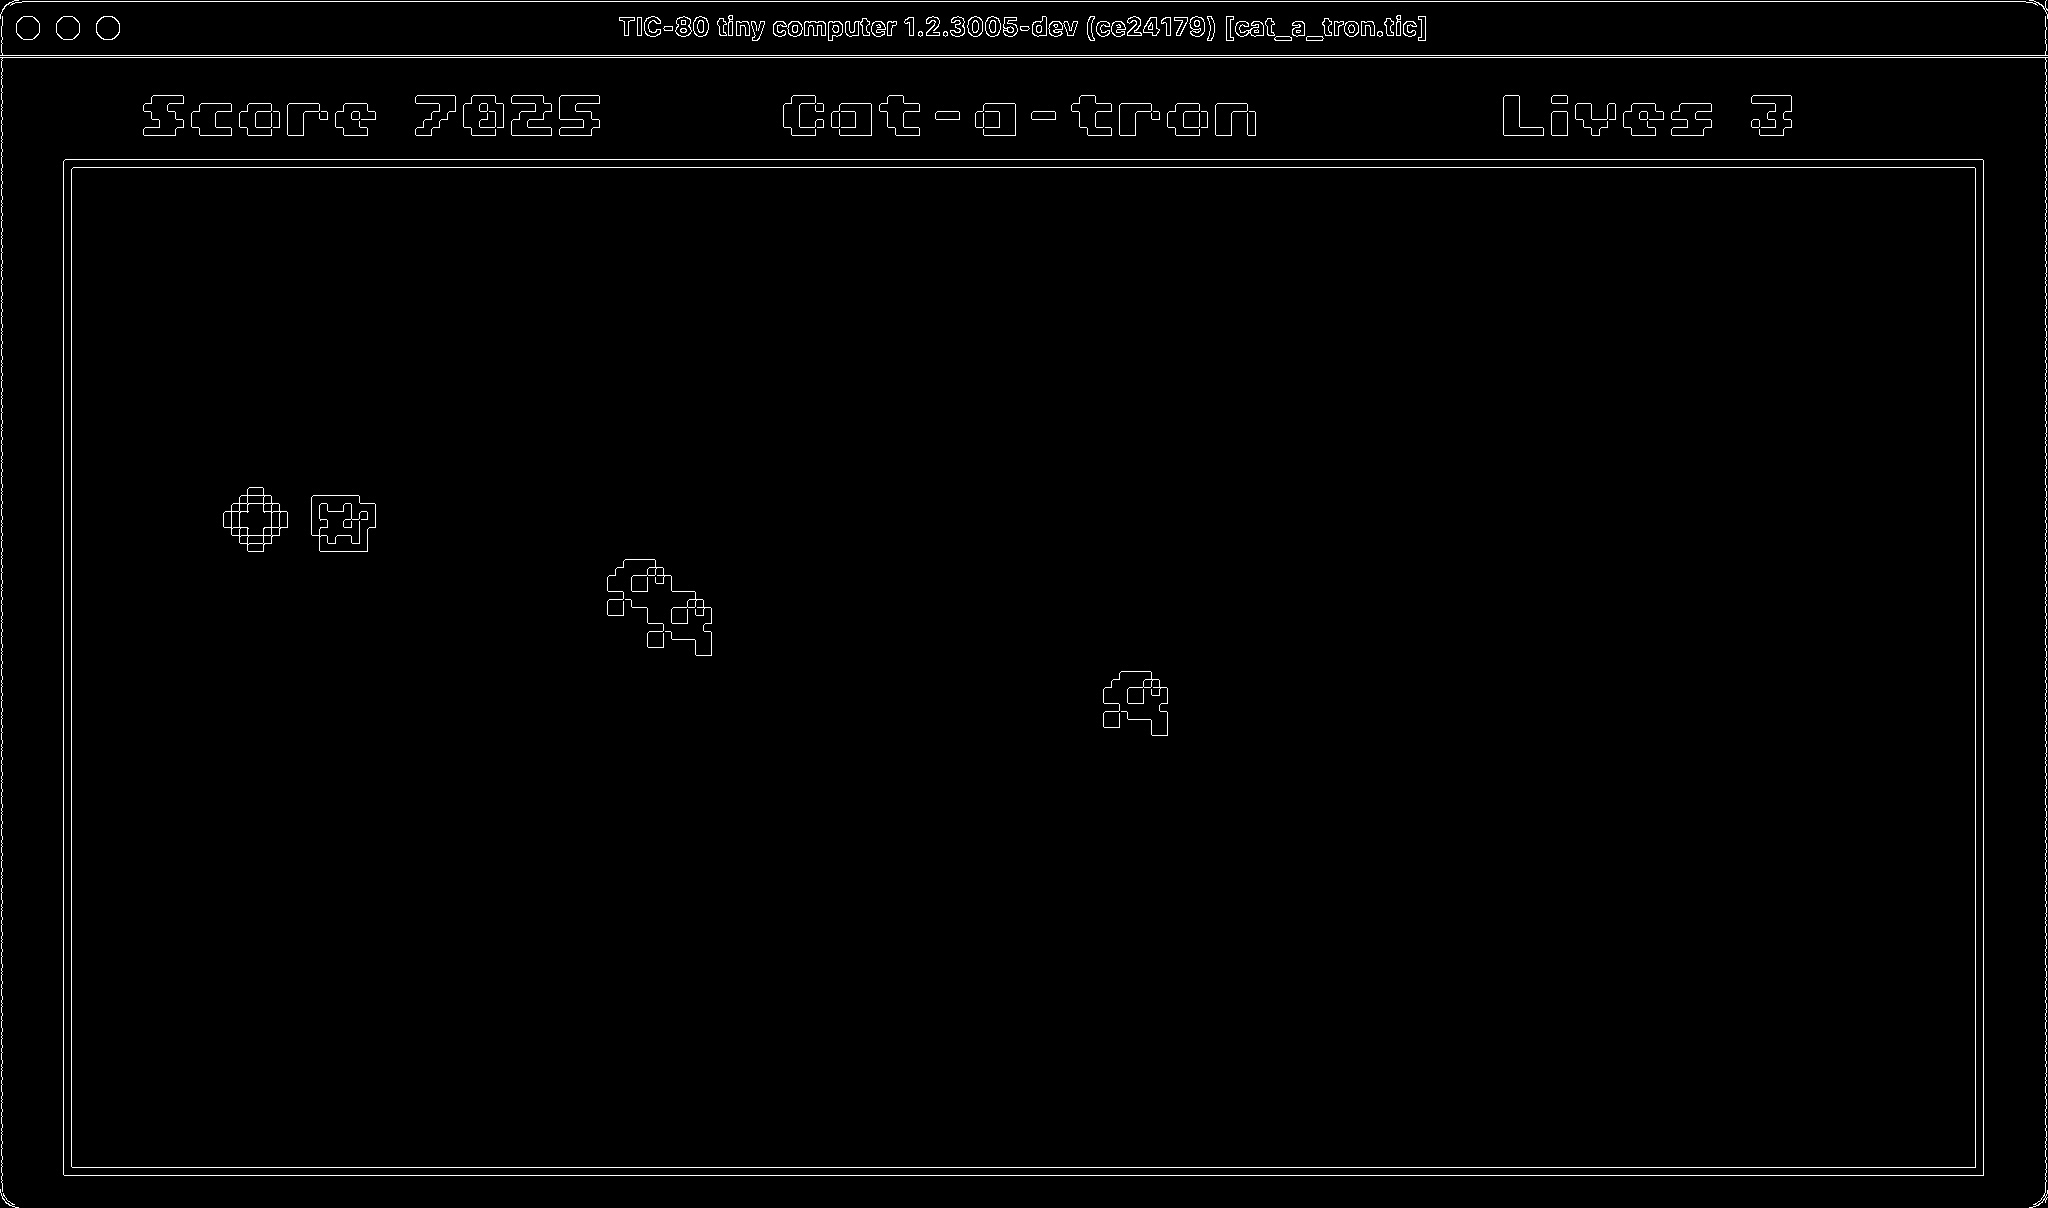 TIC-80 tiny computer 1.2.3005-dev (ce24179) [cat_a_tron.tic]
Score 7025 Cat-a-tron Lives 3